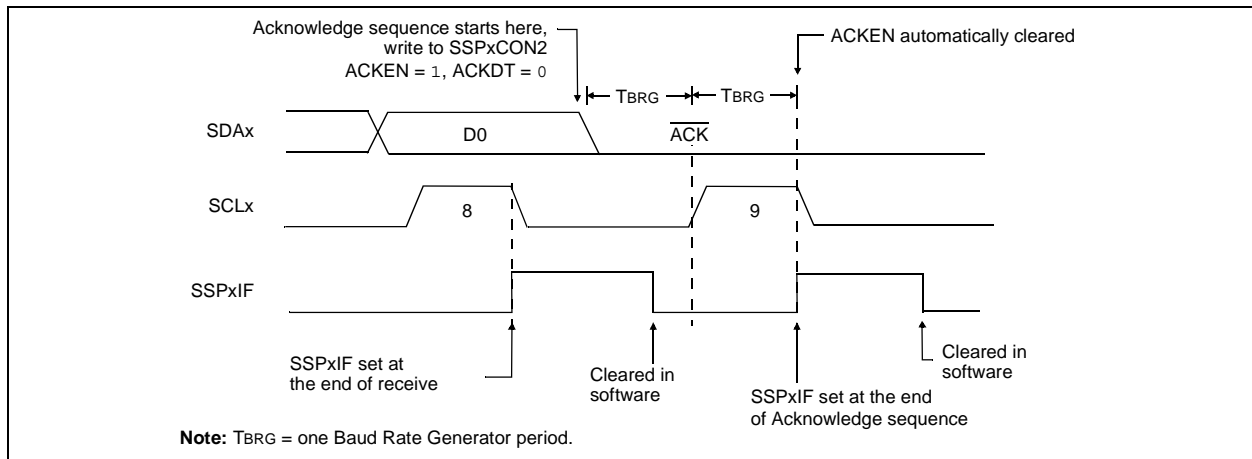 Acknowledge sequence starts here,
write to SSPxCON2
ACKEN = 1, ACKDT = 0
ACKEN automatically cleared
TBRG
TBRG
SDAx
D0
ACK
SCLx
8
9
SSPxIF
SSPxIF set at
the end of receive
Cleared in
software
SSPxIF set at the end
of Acknowledge sequence
Cleared in
software
Note: TBRG = one Baud Rate Generator period.